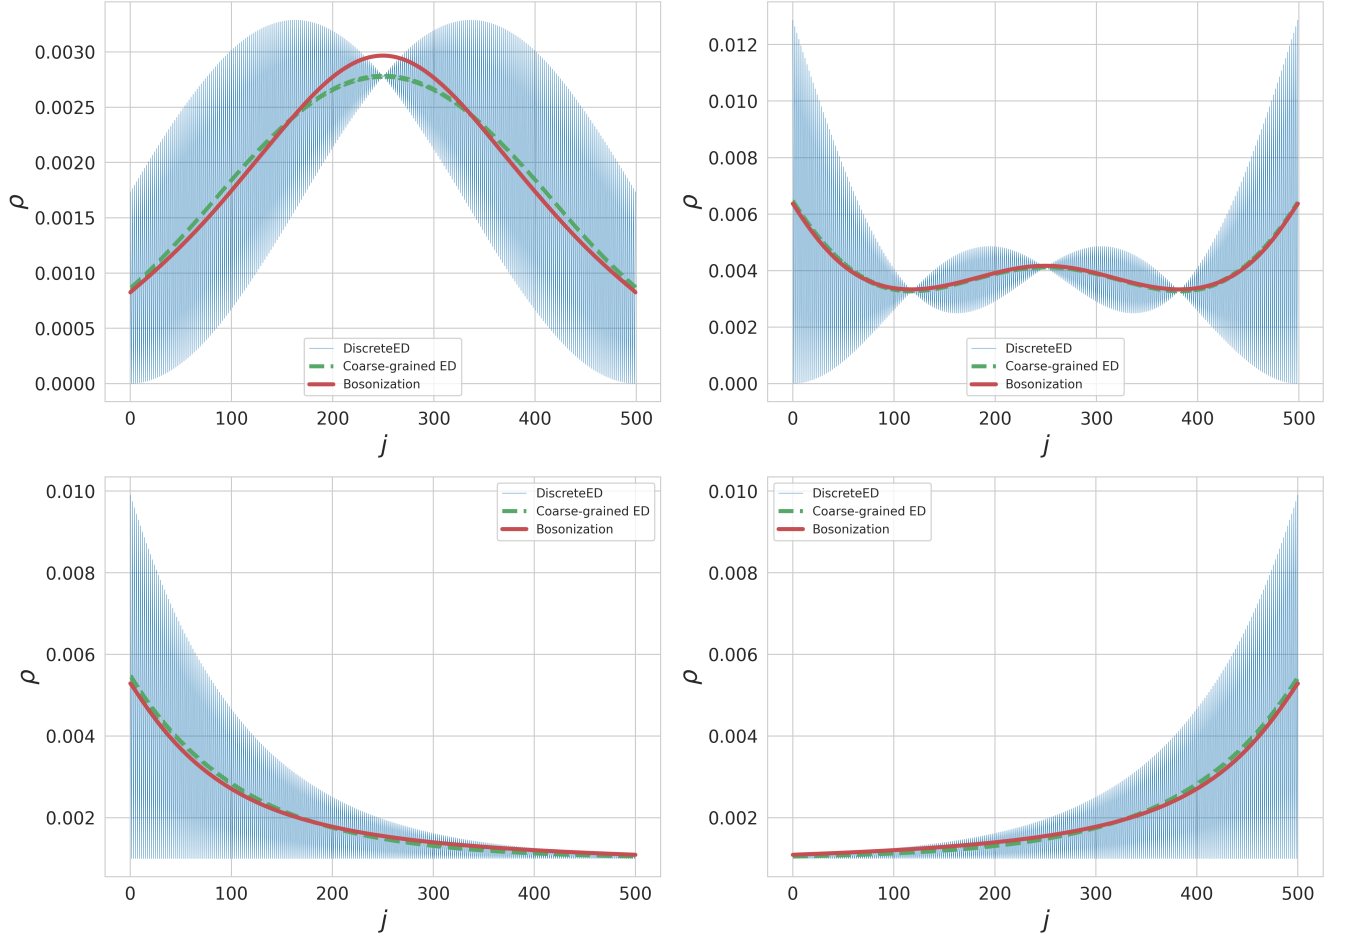 ρ
0.0030
0.0025
0.0020
0.0015
0.0010
0.0005
0.0000
DiscreteED
Coarse-grained ED
Bosonization
0 100 200 300 400 500
j
ρ
0.012
0.010
0.008
0.006
0.004
0.002
0.000
DiscreteED
Coarse-grained ED
Bosonization
0 100 200 300 400 500
j
ρ
0.010
0.008
0.006
0.004
0.002
DiscreteED
Coarse-grained ED
Bosonization
0 100 200 300 400 500
j
ρ
0.010
0.008
0.006
0.004
0.002
DiscreteED
Coarse-grained ED
Bosonization
0 100 200 300 400 500
j